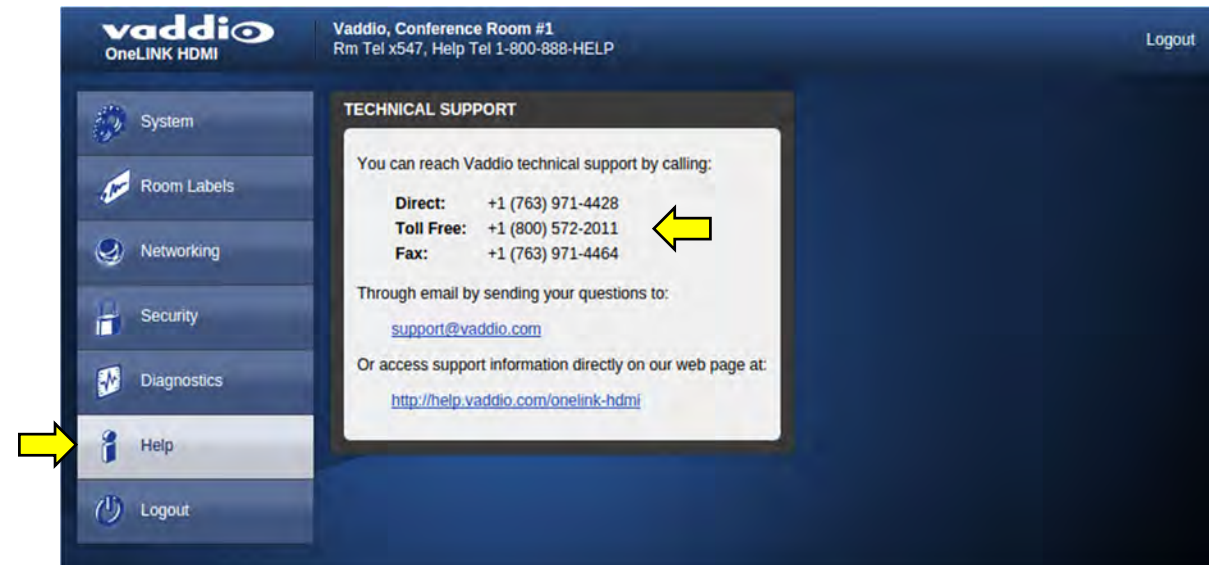 vaddio
OneLINK HDMI
Vaddio, Conference Room #1
Rm Tel x547, Help Tel 1-800-888-HELP
Logout
System
Room Labels
Networking
Security
Diagnostics
Help
Logout
TECHNICAL SUPPORT
You can reach Vaddio technical support by calling:
Direct: +1 (763) 971-4428
Toll Free: +1 (800) 572-2011
Fax: +1 (763) 971-4464
Through email by sending your questions to:
support@vaddio.com
Or access support information directly on our web page at:
http://help.vaddio.com/onelink-hdmi